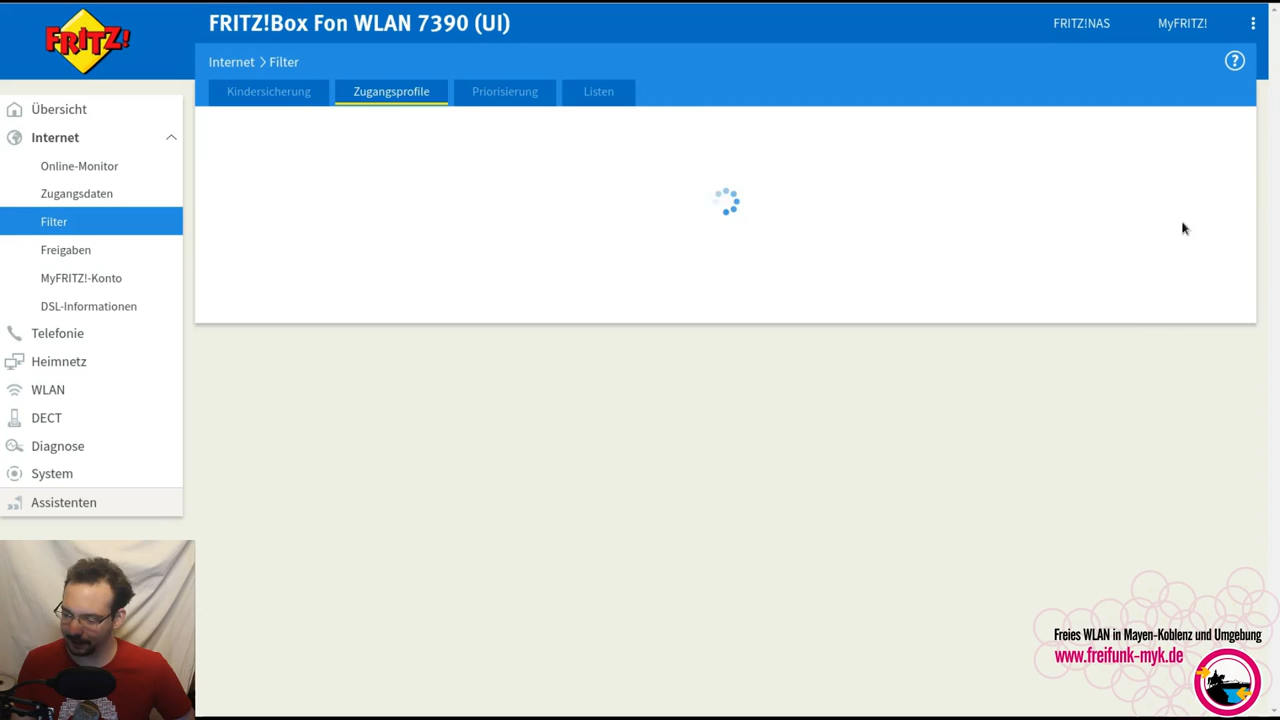 FRITZ!
FRITZ!Box Fon WLAN 7390 (UI)
FRITZ!NAS
MyFRITZ!
Internet > Filter
Kindersicherung
Zugangsprofile
Priorisierung
Listen
Übersicht
Internet
Online-Monitor
Zugangsdaten
Filter
Freigaben
MyFRITZ!-Konto
DSL-Informationen
Telefonie
Heimnetz
WLAN
DECT
Diagnose
System
Assistenten
Freies WLAN in Mayen-Koblenz und Umgebung
www.freifunk-myk.de